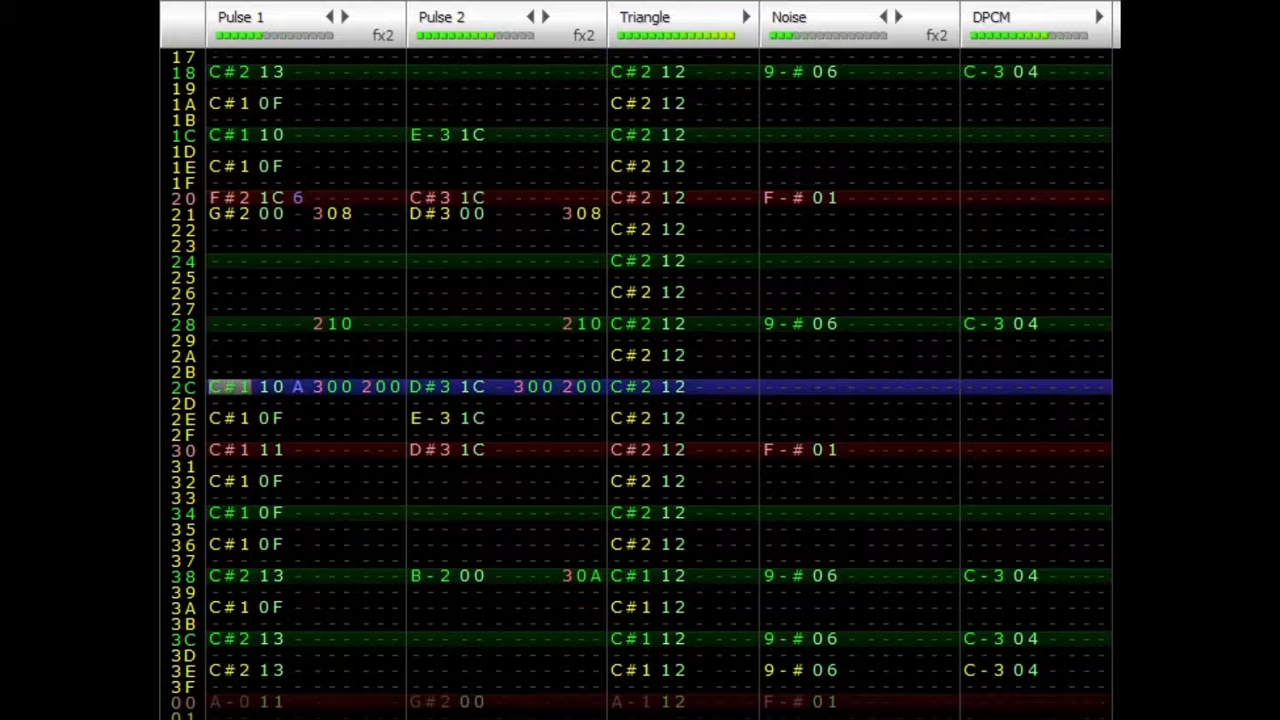 Pulse 1 Pulse 2 Triangle Noise DPCM
fx2 fx2 fx2
17
18 C#2 13 C#2 12 9-# 06 C-3 04
19
1A C#1 0F C#2 12
1B
1C C#1 10 E-3 1C C#2 12
1D
1E C#1 0F C#2 12
1F
20 F#2 1C 6 C#3 1C C#2 12 F-# 01
21 G#2 00 308 D#3 00 308
22 C#2 12
23
24 C#2 12
25
26 C#2 12
27
28 210 210 C#2 12 9-# 06 C-3 04
29
2A C#2 12
2B
2C C#1 10 A 300 200 D#3 1C 300 200 C#2 12
2D
2E C#1 0F E-3 1C C#2 12
2F
30 C#1 11 D#3 1C C#2 12 F-# 01
31
32 C#1 0F C#2 12
33
34 C#1 0F C#2 12
35
36 C#1 0F C#2 12
37
38 C#2 13 B-2 00 30A C#1 12 9-# 06 C-3 04
39
3A C#1 0F C#1 12
3B
3C C#2 13 C#1 12 9-# 06 C-3 04
3D
3E C#2 13 C#1 12 9-# 06 C-3 04
3F
00 A-0 11 G#2 00 A-1 12 F-# 01
01